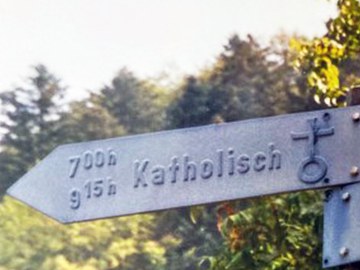 7⁰⁰ʰ
9¹⁵ʰ
Katholisch